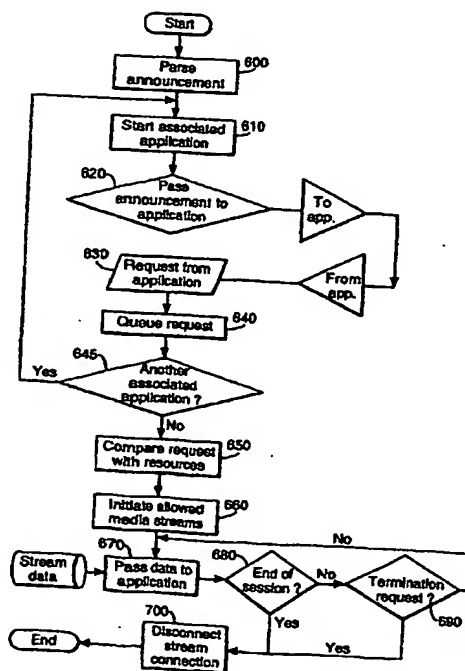 Start
Parse
announcement
600
Start associated
application
610
620
Pass
announcement to
application
To
app.
630
Request from
application
From
app.
Queue request
640
645
Another
associated
application ?
Yes
No
Compare request
with resources
650
Initiate allowed
media streams
660
No
Stream
data
670
Pass data to
application
680
End of
session ?
No
Termination
request ?
690
Yes
Yes
700
Disconnect
stream
connection
End